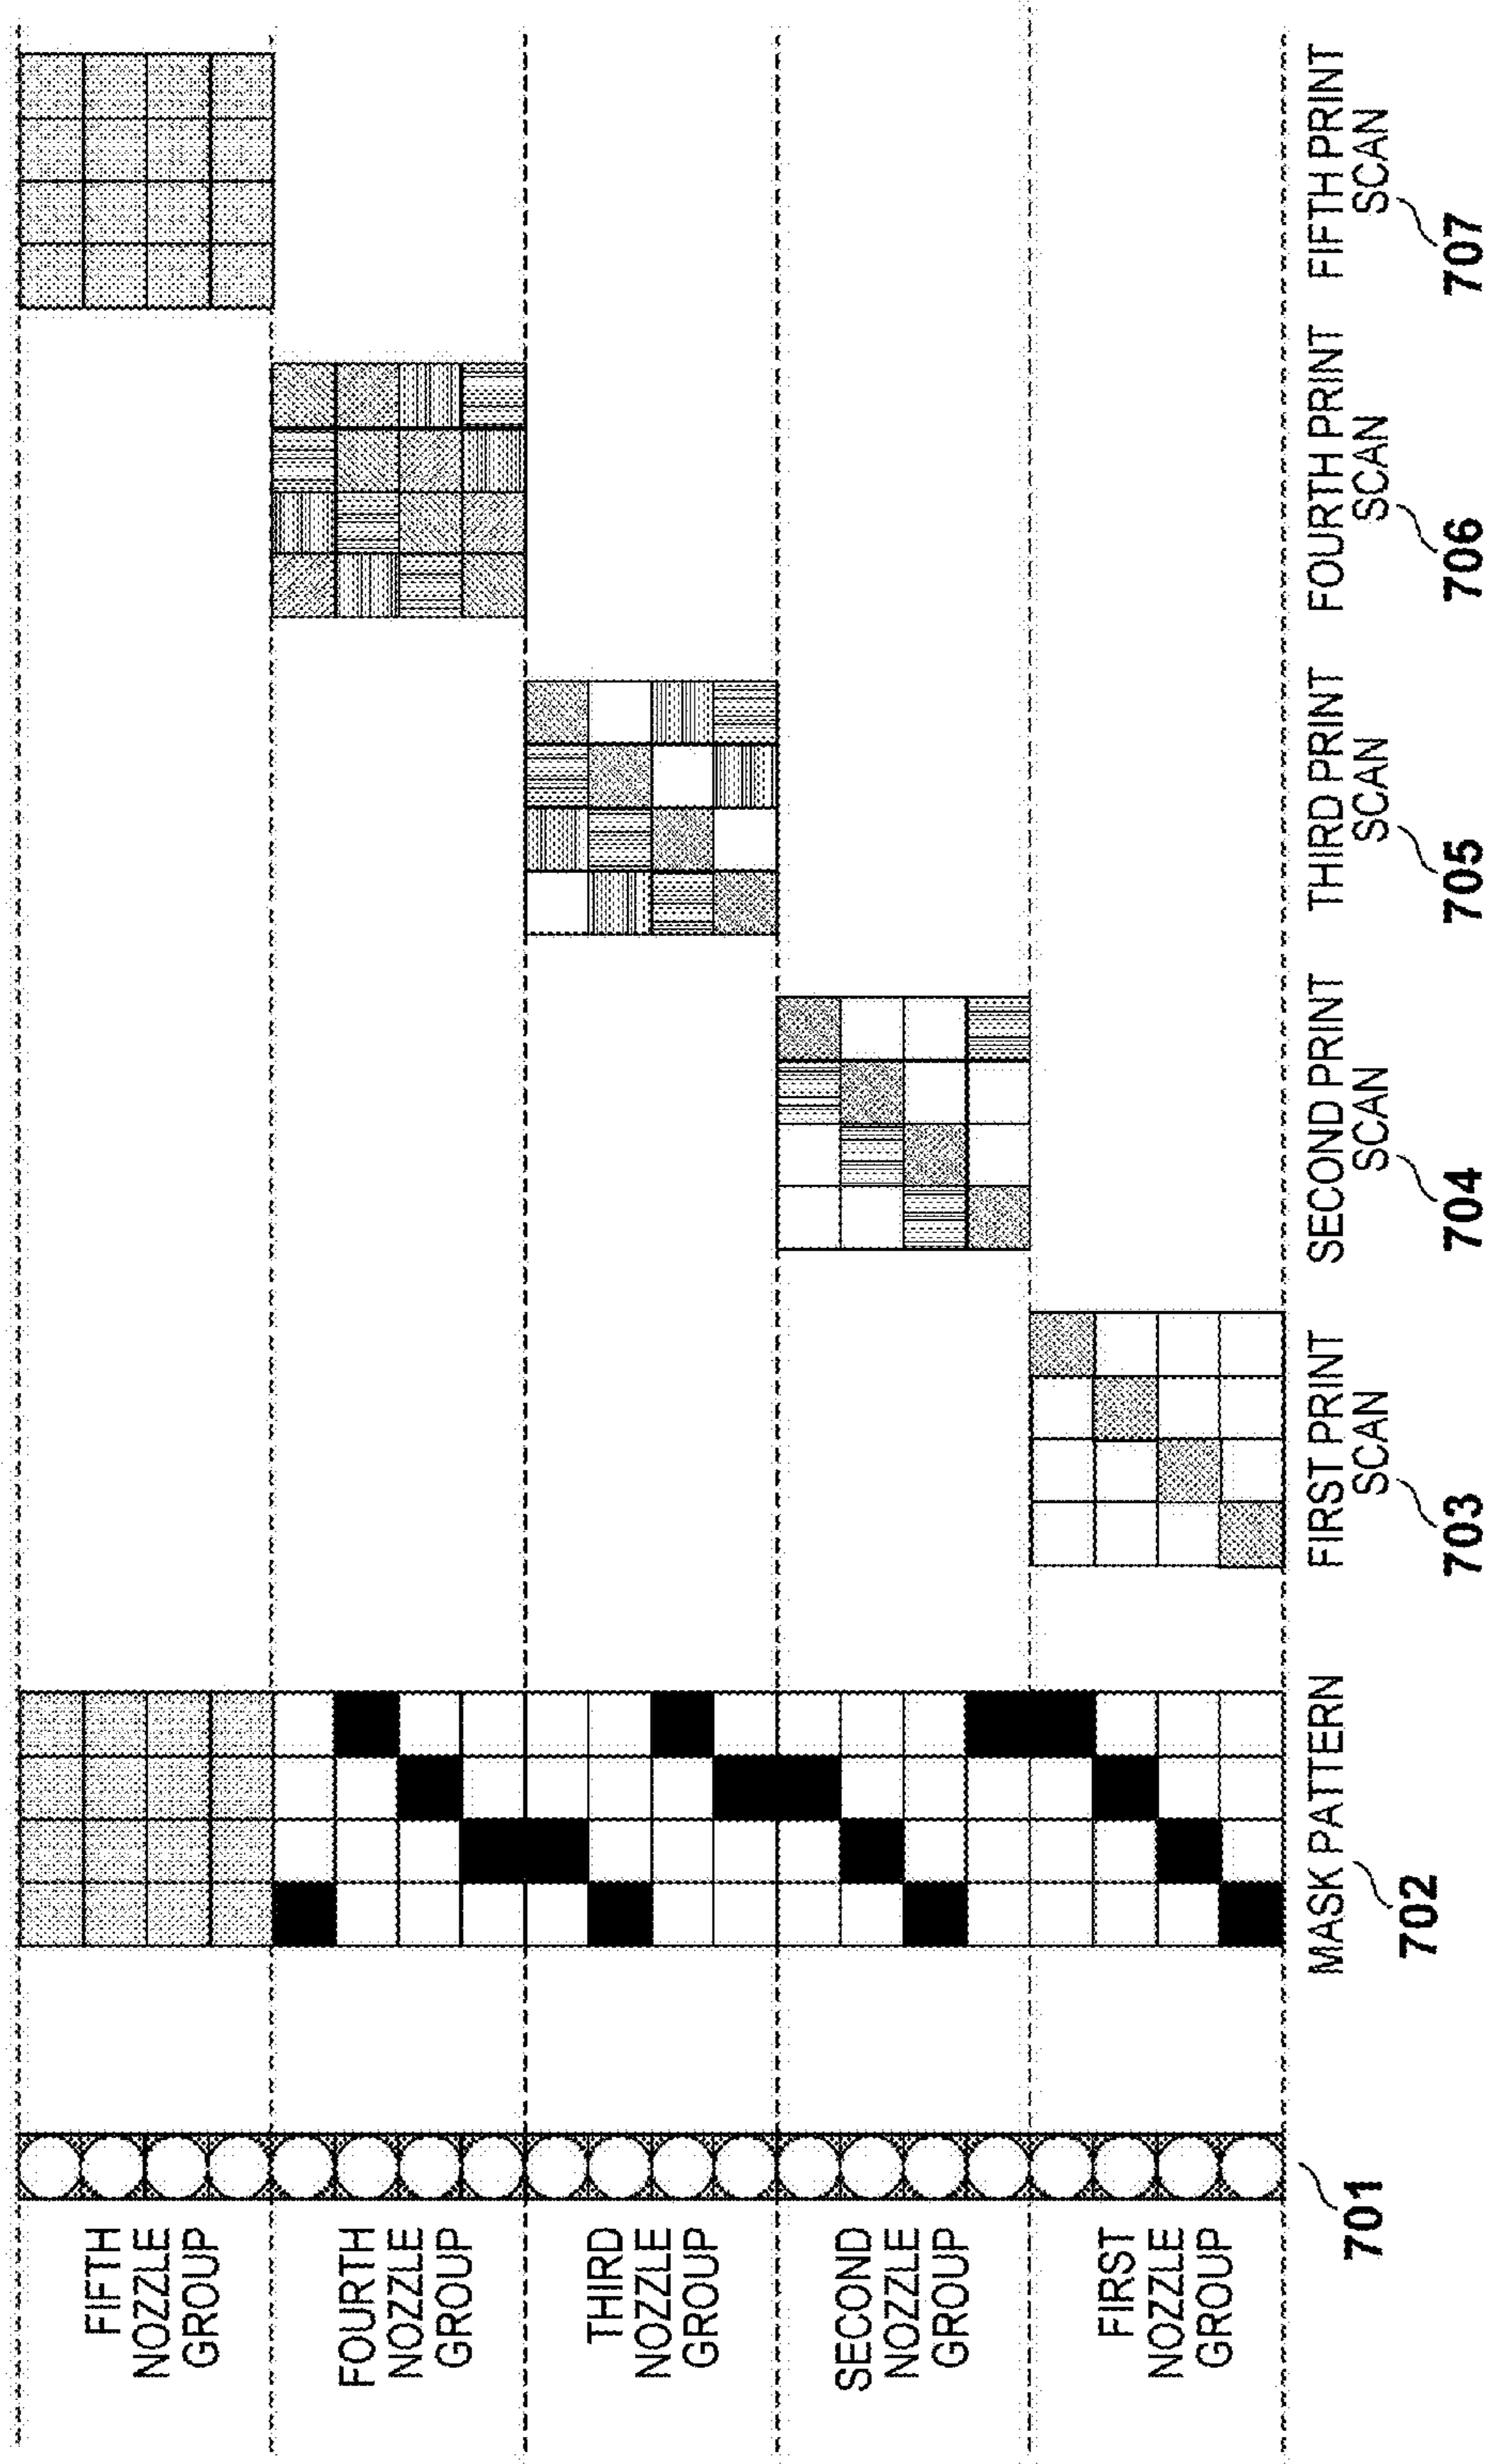 FIFTH
NOZZLE
GROUP
FOURTH
NOZZLE
GROUP
THIRD
NOZZLE
GROUP
SECOND
NOZZLE
GROUP
FIRST
NOZZLE
GROUP
701
MASK PATTERN
702
FIRST PRINT
SCAN
703
SECOND PRINT
SCAN
704
THIRD PRINT
SCAN
705
FOURTH PRINT
SCAN
706
FIFTH PRINT
SCAN
707